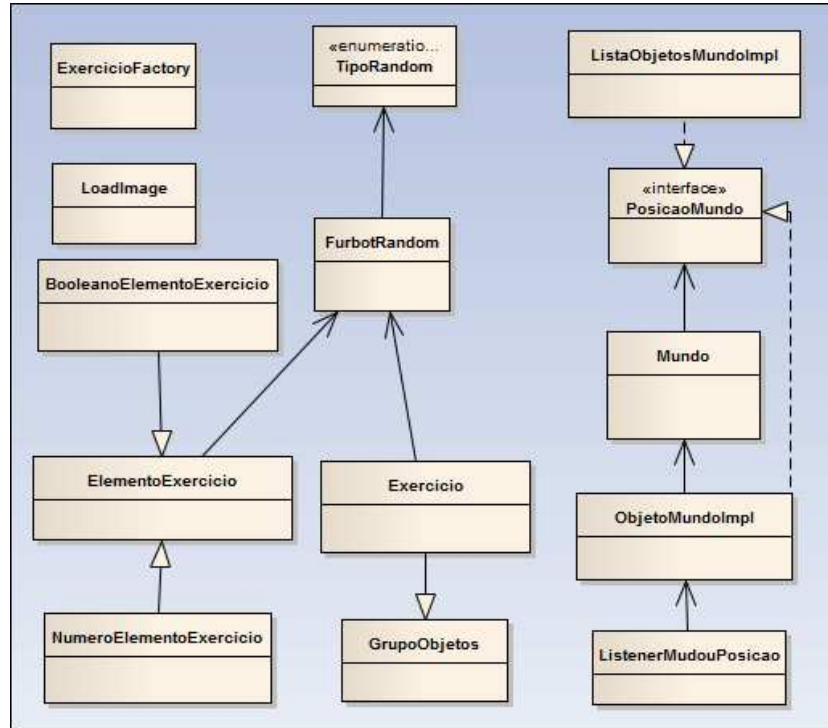 ExercicioFactory
«enumeratio...
TipoRandom
ListaObjetosMundoImpl
LoadImage
«interface»
PosicaoMundo
FurbotRandom
BooleanoElementoExercicio
Mundo
ElementoExercicio
Exercicio
ObjetoMundoImpl
NumeroElementoExercicio
GrupoObjetos
ListenerMudouPosicao